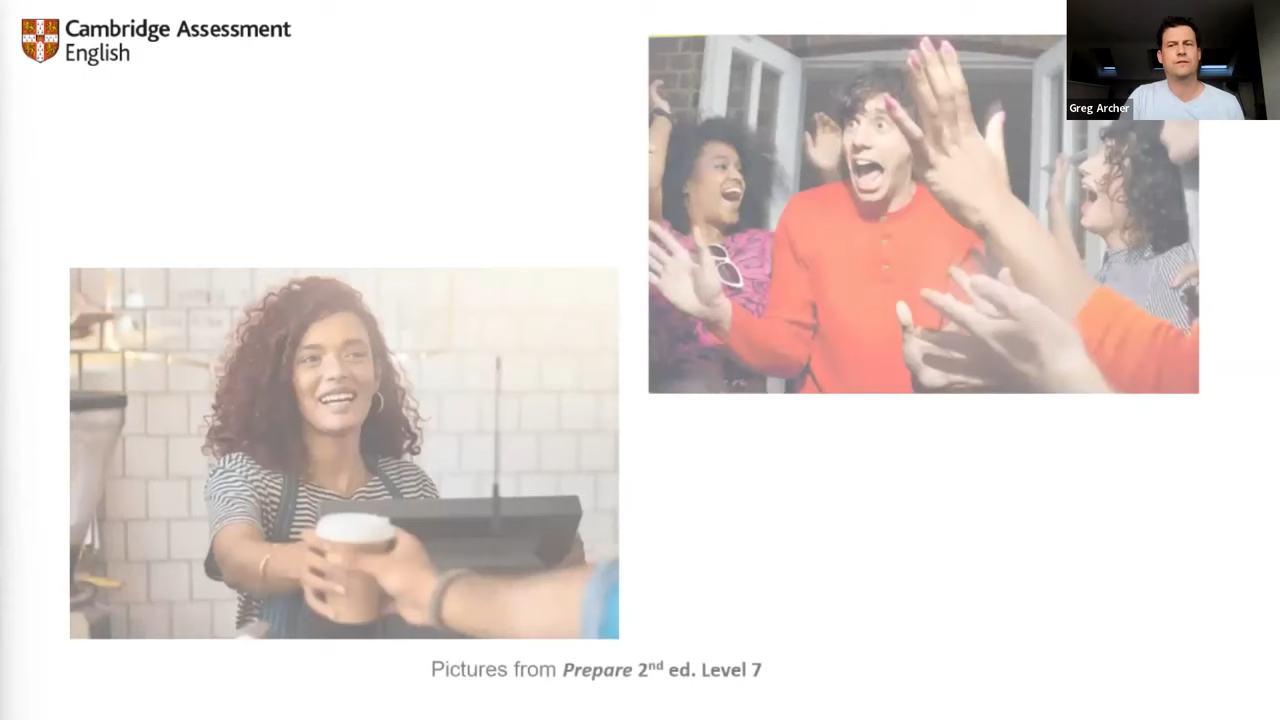 Cambridge Assessment
English
Greg Archer
Pictures from Prepare 2nd ed. Level 7